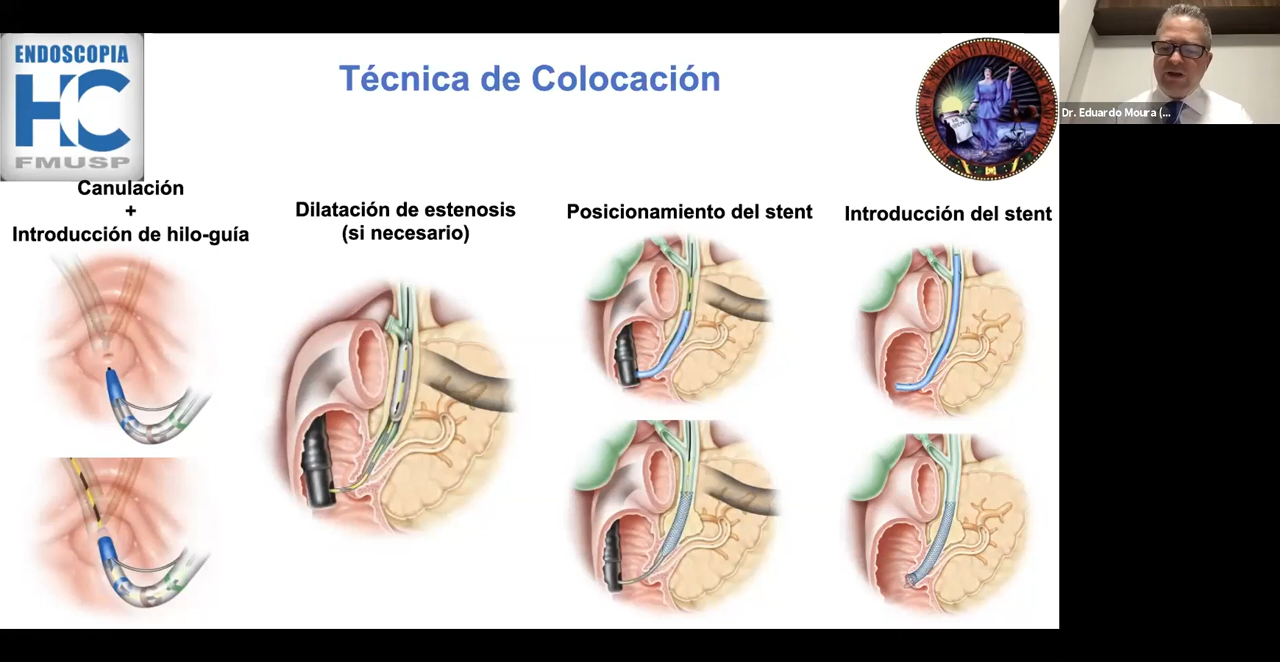 ENDOSCOPIA
HC
FMUSP
Técnica de Colocación
Dr. Eduardo Moura (...
Canulación
+
Introducción de hilo-guía
Dilatación de estenosis
(si necesario)
Posicionamiento del stent
Introducción del stent